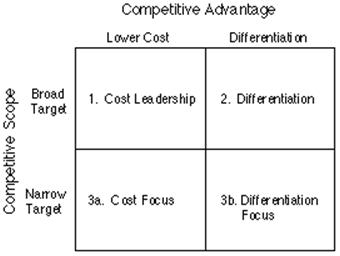 Competitive Advantage
Lower Cost Differentiation
Competitive Scope
Broad
Target
1. Cost Leadership 2. Differentiation
Narrow
Target
3a. Cost Focus 3b. Differentiation
Focus